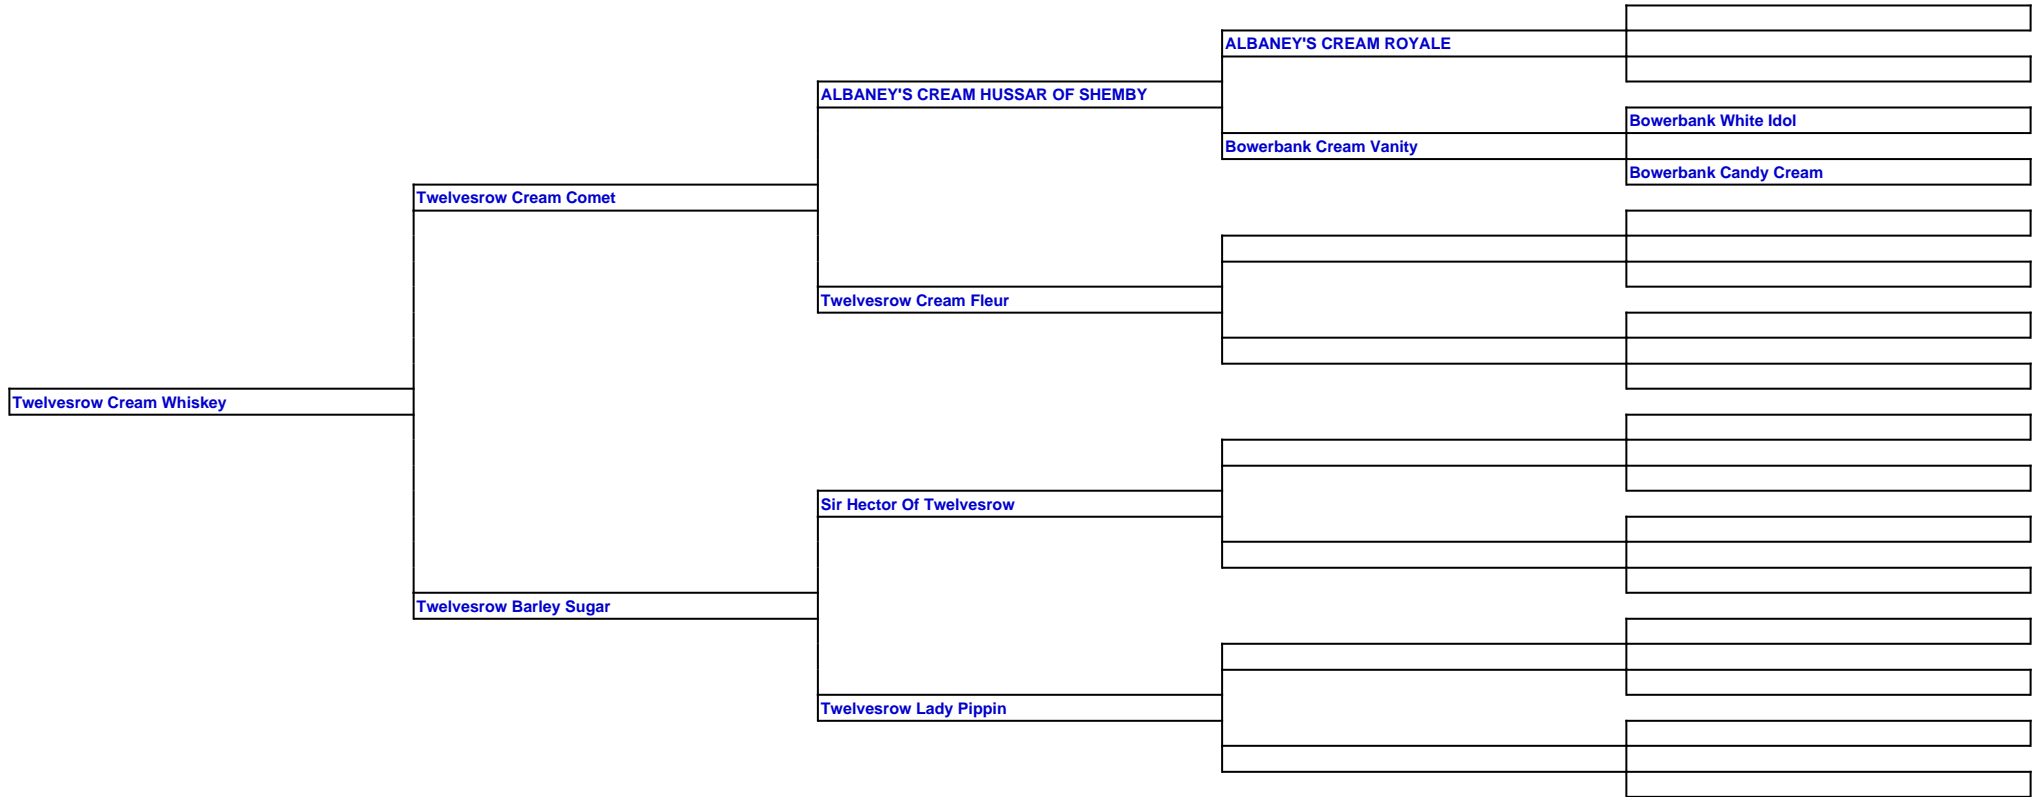 ALBANEY'S CREAM ROYALE
ALBANEY'S CREAM HUSSAR OF SHEMBY
Bowerbank White Idol
Bowerbank Cream Vanity
Bowerbank Candy Cream
Twelvesrow Cream Comet
Twelvesrow Cream Fleur
Twelvesrow Cream Whiskey
Sir Hector Of Twelvesrow
Twelvesrow Barley Sugar
Twelvesrow Lady Pippin